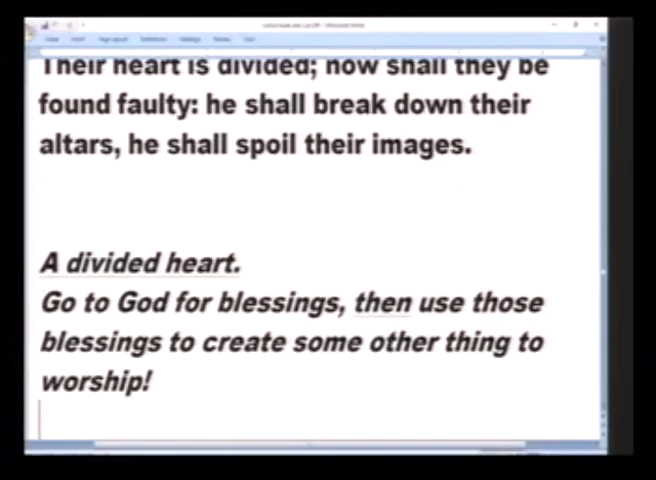 Their heart is divided; now shall they be
found faulty: he shall break down their
altars, he shall spoil their images.
A divided heart.
Go to God for blessings, then use those
blessings to create some other thing to
worship!